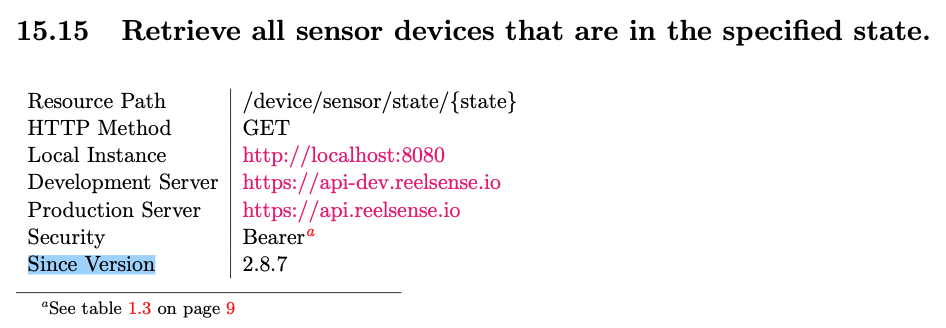 15.15 Retrieve all sensor devices that are in the specified state.
Resource Path /device/sensor/state/{state}
HTTP Method GET
Local Instance http://localhost:8080
Development Server https://api-dev.reelsense.io
Production Server https://api.reelsense.io
Security Bearerᵃ
Since Version 2.8.7
ᵃSee table 1.3 on page 9